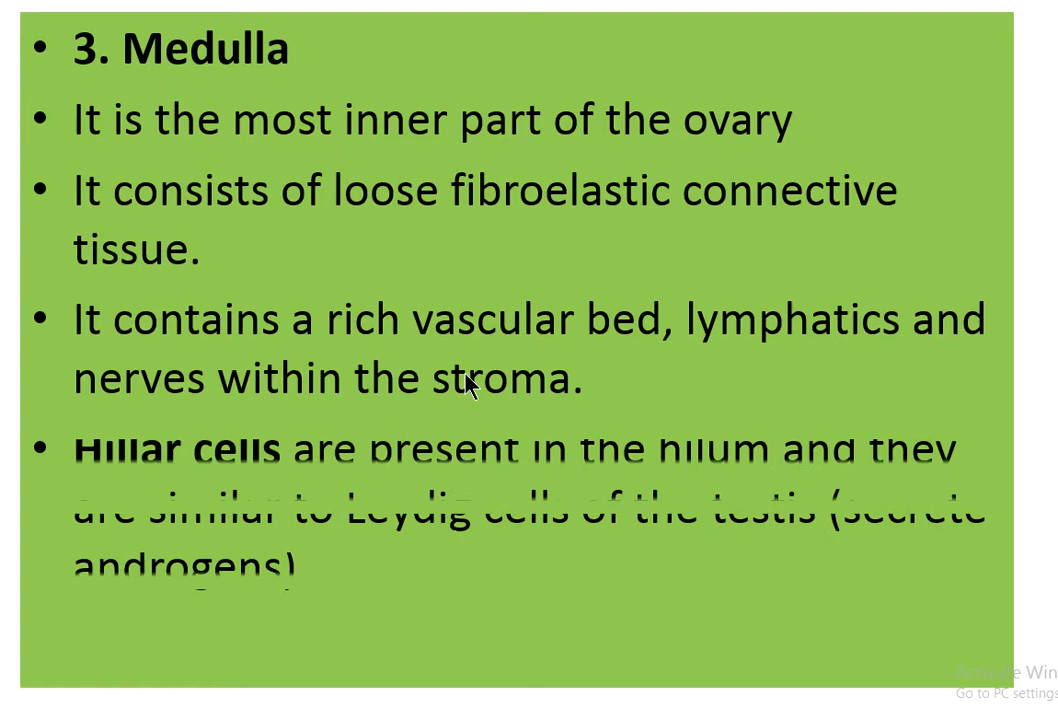 • 3. Medulla
• It is the most inner part of the ovary
• It consists of loose fibroelastic connective
tissue.
• It contains a rich vascular bed, lymphatics and
nerves within the stroma.
• Hillar cells are present in the hilum and they
are similar to Leydig cells of the testis (secrete
androgens)
Activate Win
Go to PC settings